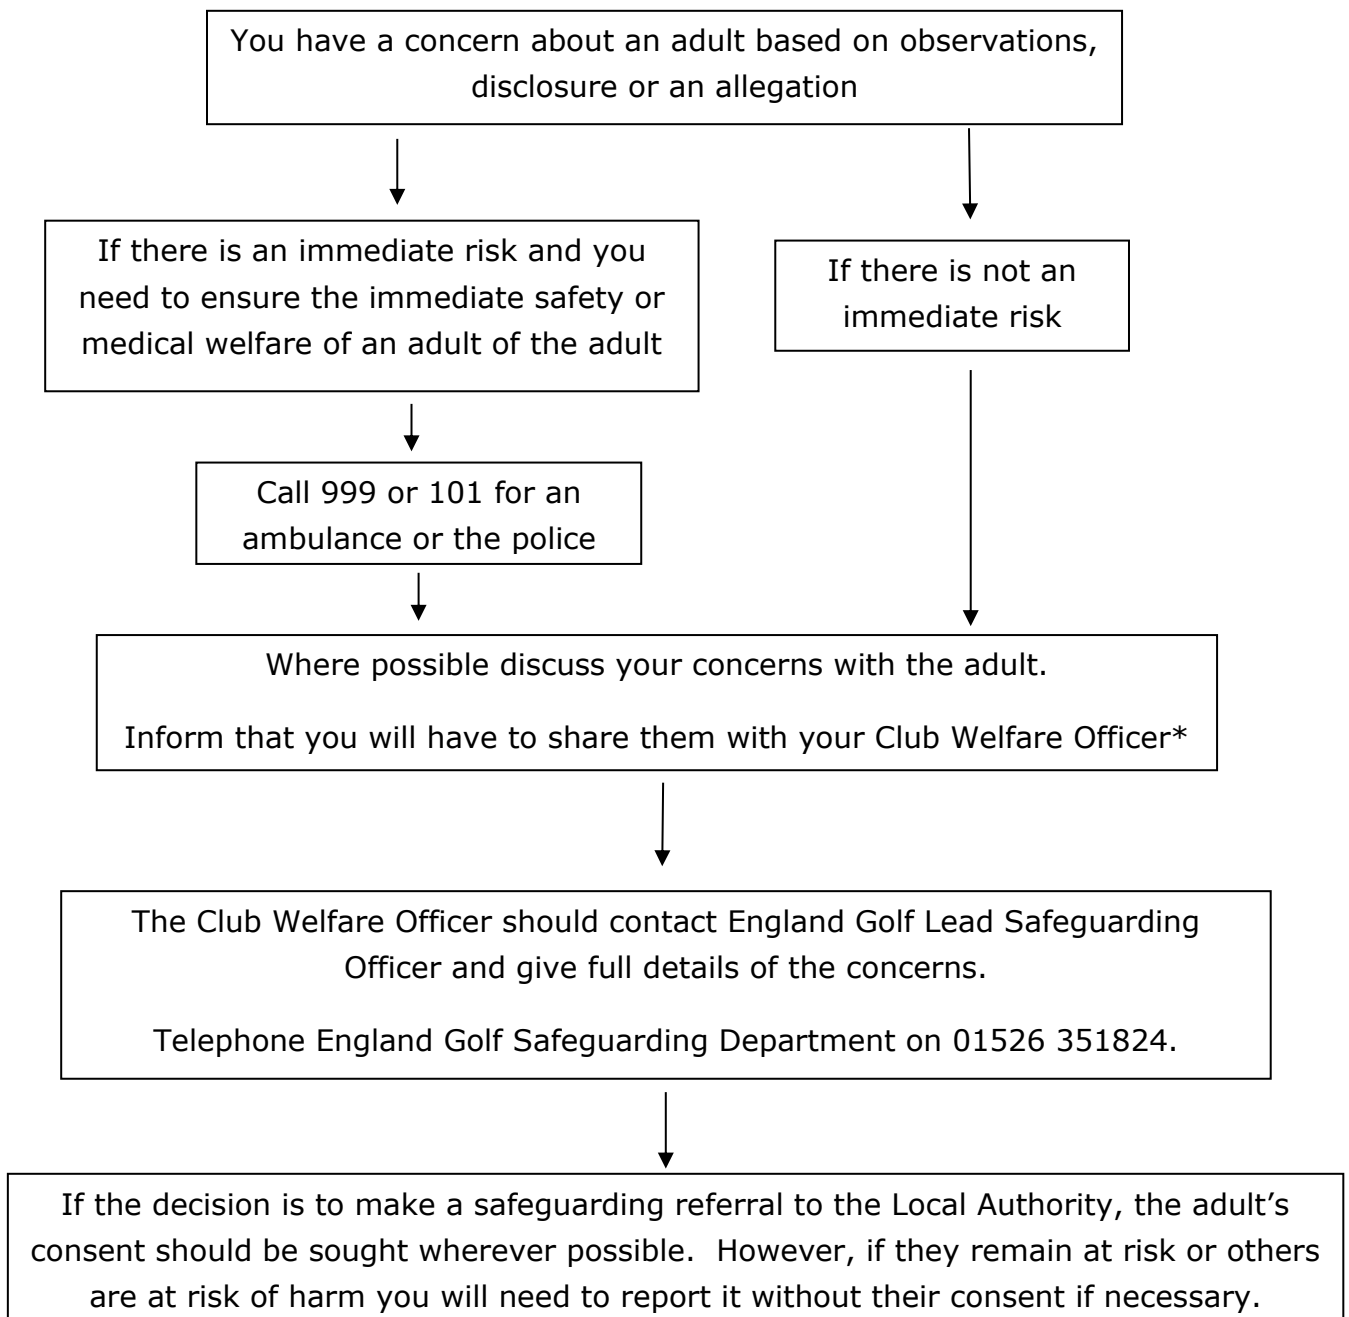 You have a concern about an adult based on observations,
disclosure or an allegation
If there is an immediate risk and you
need to ensure the immediate safety or
medical welfare of an adult of the adult
If there is not an
immediate risk
Call 999 or 101 for an
ambulance or the police
Where possible discuss your concerns with the adult.
Inform that you will have to share them with your Club Welfare Officer*
The Club Welfare Officer should contact England Golf Lead Safeguarding
Officer and give full details of the concerns.
Telephone England Golf Safeguarding Department on 01526 351824.
If the decision is to make a safeguarding referral to the Local Authority, the adult’s
consent should be sought wherever possible.  However, if they remain at risk or others
are at risk of harm you will need to report it without their consent if necessary.